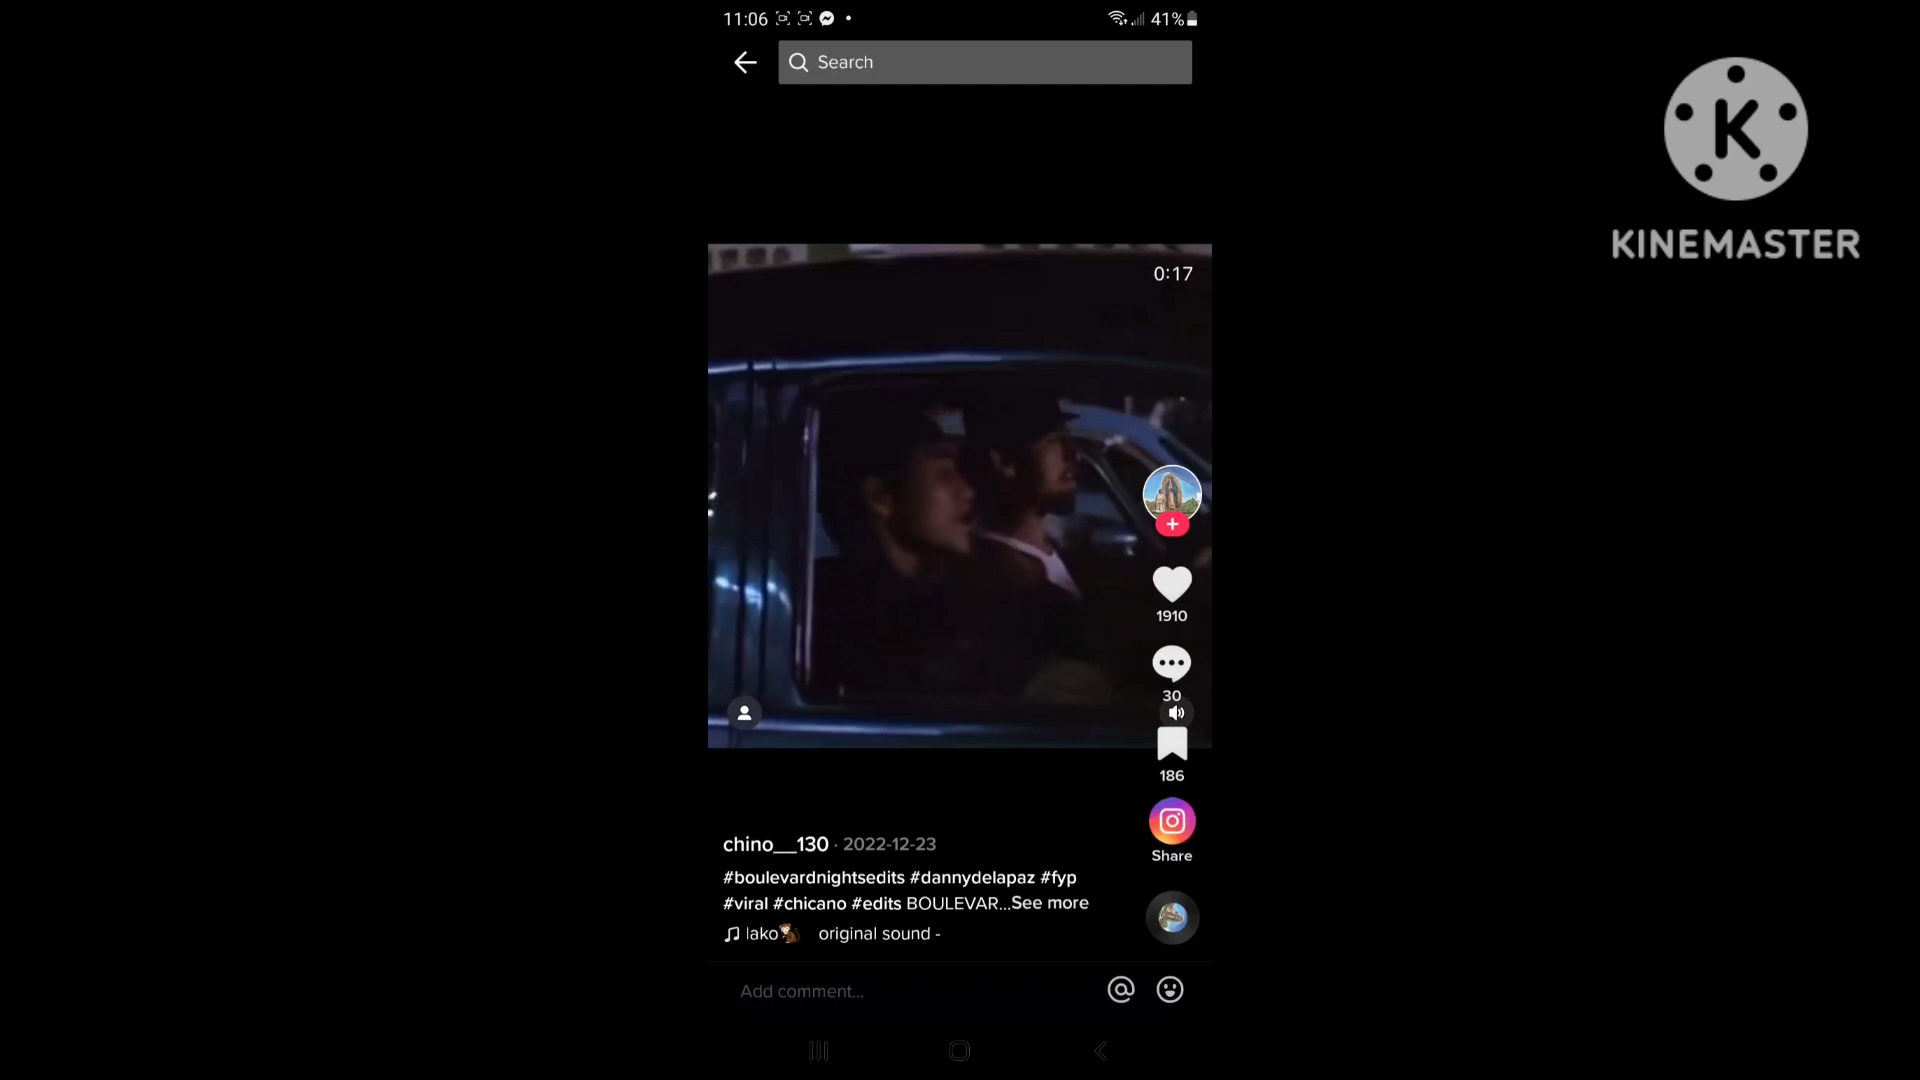 11:06
41%
Search
K
KINEMASTER
0:17
1910
30
186
Share
chino__130 · 2022-12-23
#boulevardnightsedits #dannydelapaz #fyp
#viral #chicano #edits BOULEVAR...See more
lako🐒 original sound -
Add comment...